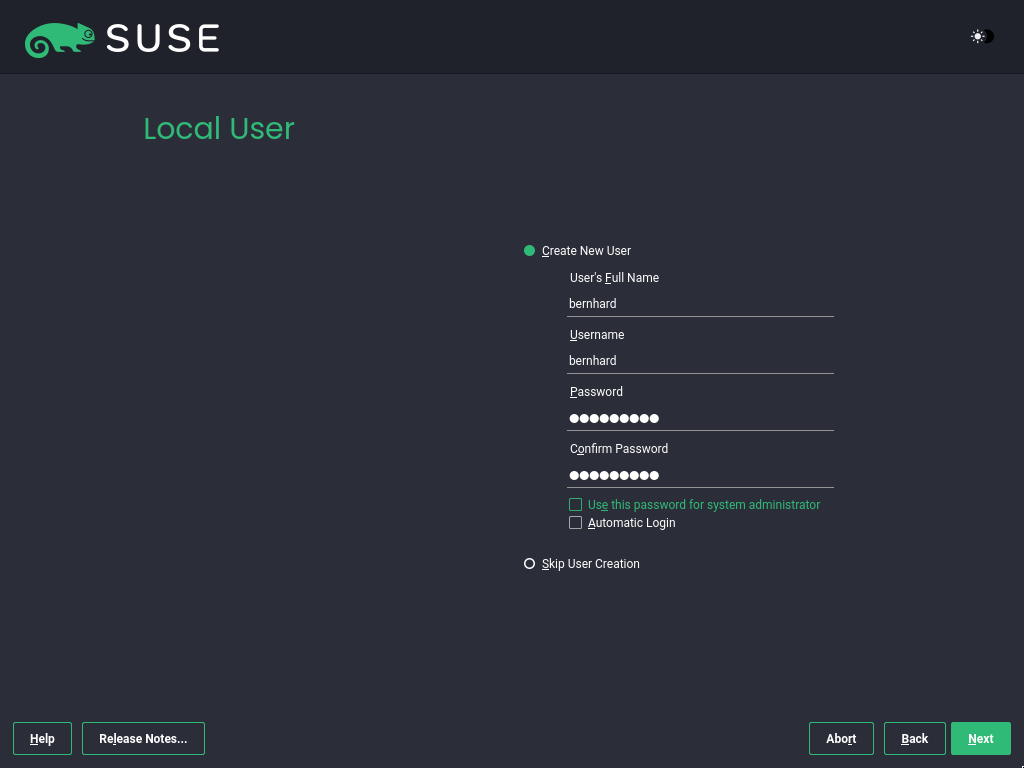 SUSE
Local User
Create New User
User's Full Name
bernhard
Username
bernhard
Password
●●●●●●●●●
Confirm Password
●●●●●●●●●
Use this password for system administrator
Automatic Login
Skip User Creation
Help Release Notes... Abort Back Next